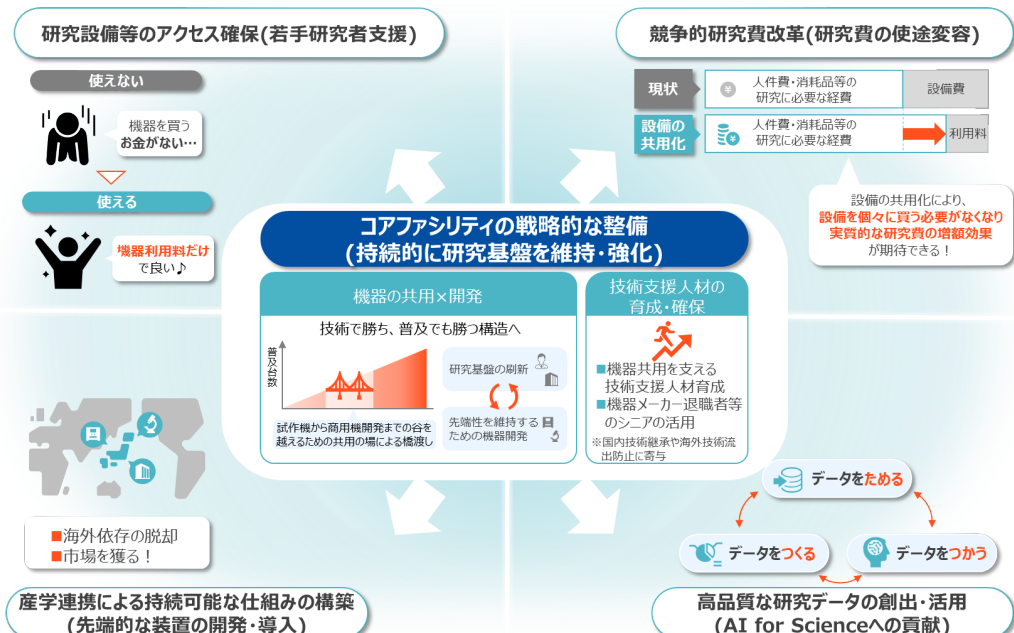 研究設備等のアクセス確保(若手研究者支援)
使えない
機器を買う
お金がない…
使える
機器利用料だけ
で良い♪
競争的研究費改革(研究費の使途変容)
現状
人件費・消耗品等の
研究に必要な経費
設備費
設備の
共用化
人件費・消耗品等の
研究に必要な経費
利用料
設備の共用化により、
設備を個々に買う必要がなくなり
実質的な研究費の増額効果
が期待できる！
コアファシリティの戦略的な整備
(持続的に研究基盤を維持・強化)
機器の共用×開発
技術で勝ち、普及でも勝つ構造へ
普及台数
試作機から商用機開発までの谷を
越えるための共用の場による橋渡し
研究基盤の刷新
先端性を維持する
ための機器開発
技術支援人材の
育成・確保
■機器共用を支える
技術支援人材育成
■機器メーカー退職者等
のシニアの活用
※国内技術継承や海外技術流
出防止に寄与
■海外依存の脱却
■市場を獲る！
産学連携による持続可能な仕組みの構築
(先端的な装置の開発・導入)
データをためる
データをつくる
データをつかう
高品質な研究データの創出・活用
(AI for Scienceへの貢献)